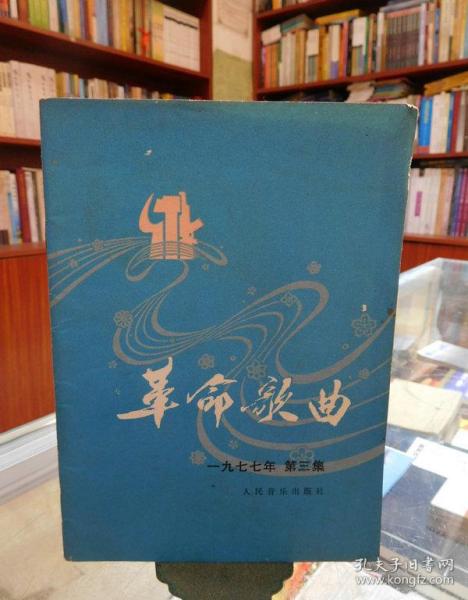 革命歌曲
一九七七年 第三集
人民音乐出版社
孔夫子旧书网
www.kongfz.com